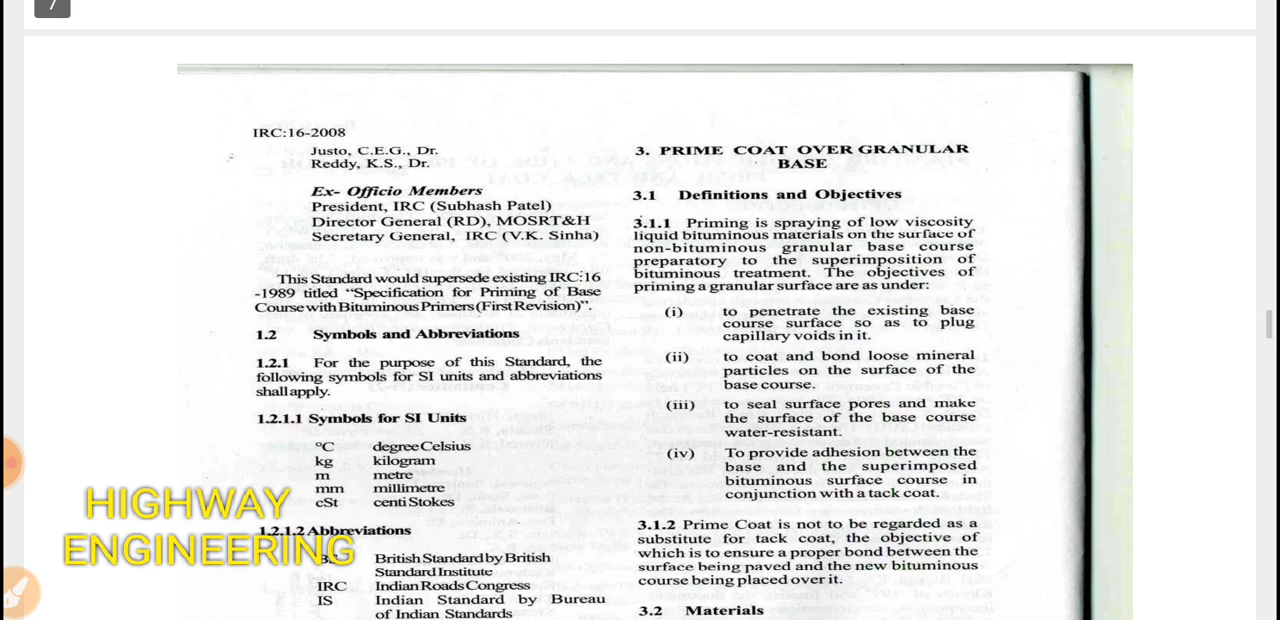 7
IRC:16-2008
Justo, C.E.G., Dr.
Reddy, K.S., Dr.
Ex- Officio Members
President, IRC (Subhash Patel)
Director General (RD), MOSRT&H
Secretary General, IRC (V.K. Sinha)
This Standard would supersede existing IRC:16
-1989 titled “Specification for Priming of Base
Course with Bituminous Primers (First Revision)”.
1.2 Symbols and Abbreviations
1.2.1 For the purpose of this Standard, the
following symbols for SI units and abbreviations
shall apply.
1.2.1.1 Symbols for SI Units
°C degree Celsius
kg kilogram
m metre
mm millimetre
cSt centi Stokes
1.2.1.2 Abbreviations
British Standard by British
Standard Institute
IRC Indian Roads Congress
IS Indian Standard by Bureau
of Indian Standards
3. PRIME COAT OVER GRANULAR
BASE
3.1 Definitions and Objectives
3.1.1 Priming is spraying of low viscosity
liquid bituminous materials on the surface of
non-bituminous granular base course
preparatory to the superimposition of
bituminous treatment. The objectives of
priming a granular surface are as under:
(i) to penetrate the existing base
course surface so as to plug
capillary voids in it.
(ii) to coat and bond loose mineral
particles on the surface of the
base course.
(iii) to seal surface pores and make
the surface of the base course
water-resistant.
(iv) To provide adhesion between the
base and the superimposed
bituminous surface course in
conjunction with a tack coat.
3.1.2 Prime Coat is not to be regarded as a
substitute for tack coat, the objective of
which is to ensure a proper bond between the
surface being paved and the new bituminous
course being placed over it.
3.2 Materials
HIGHWAY
ENGINEERING